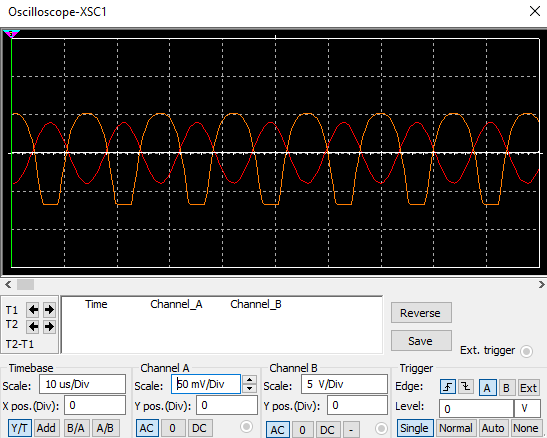 Oscilloscope-XSC1
T1
T2
T2-T1
Time Channel_A Channel_B
Reverse
Save
Ext. trigger
Timebase
Scale: 10 us/Div
X pos.(Div): 0
Y/T Add B/A A/B
Channel A
Scale: 50 mV/Div
Y pos.(Div): 0
AC 0 DC
Channel B
Scale: 5 V/Div
Y pos.(Div): 0
AC 0 DC -
Trigger
Edge: A B Ext
Level: 0 V
Single Normal Auto None